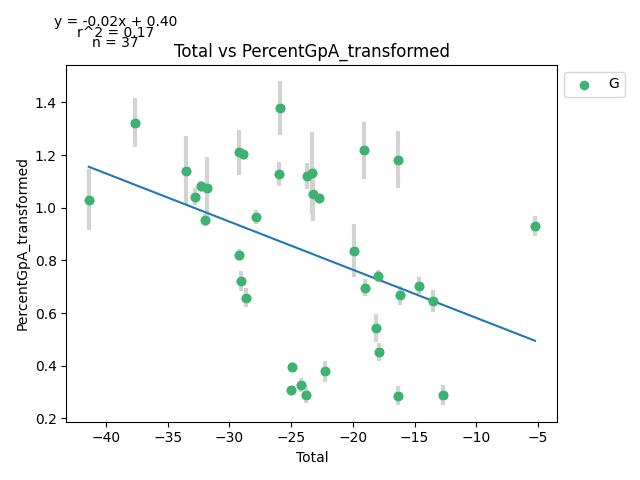 y = -0.02x + 0.40
r^2 = 0.17
n = 37
Total vs PercentGpA_transformed
G
PercentGpA_transformed
1.4
1.2
1.0
0.8
0.6
0.4
0.2
−40 −35 −30 −25 −20 −15 −10 −5
Total